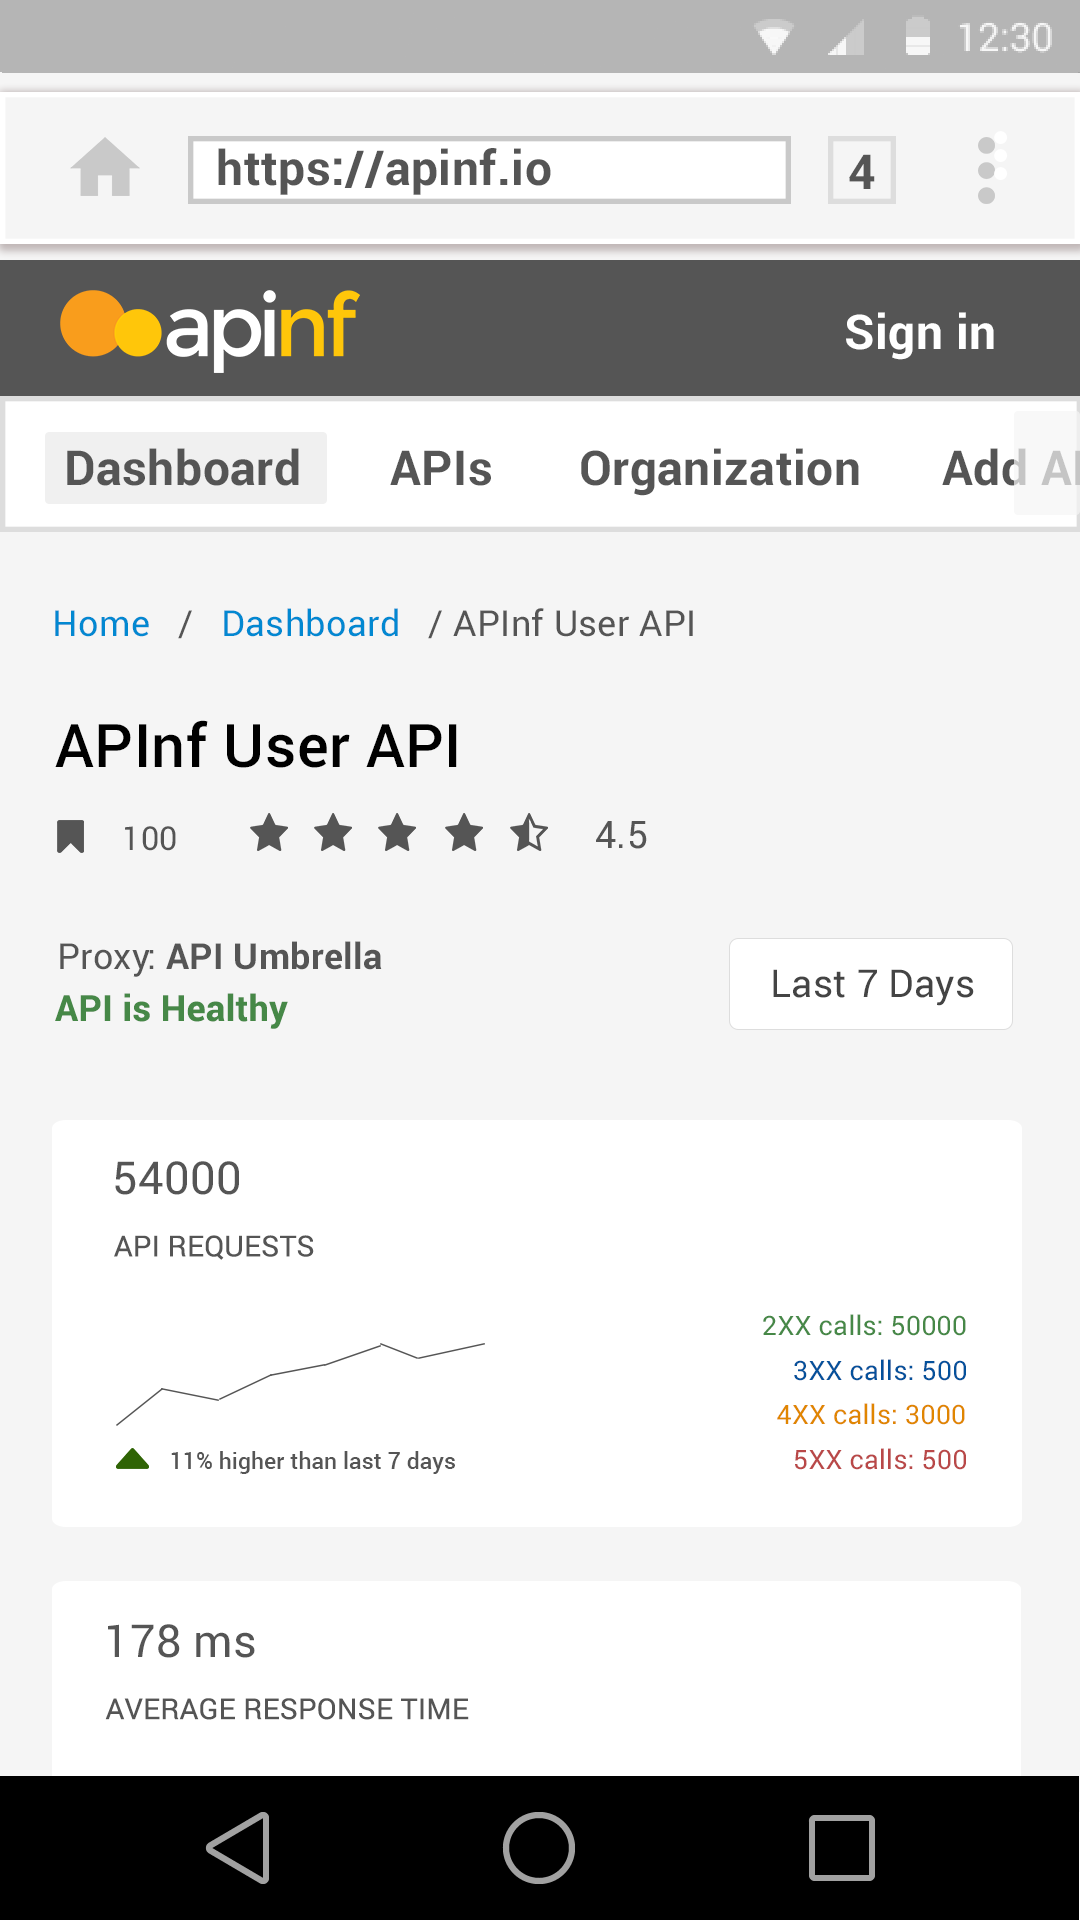 12:30
https://apinf.io
4
apinf
Sign in
Dashboard APIs Organization Add A
Home / Dashboard / APInf User API
APInf User API
100 4.5
Proxy: API Umbrella
API is Healthy
Last 7 Days
54000
API REQUESTS
2XX calls: 50000
3XX calls: 500
4XX calls: 3000
5XX calls: 500
11% higher than last 7 days
178 ms
AVERAGE RESPONSE TIME